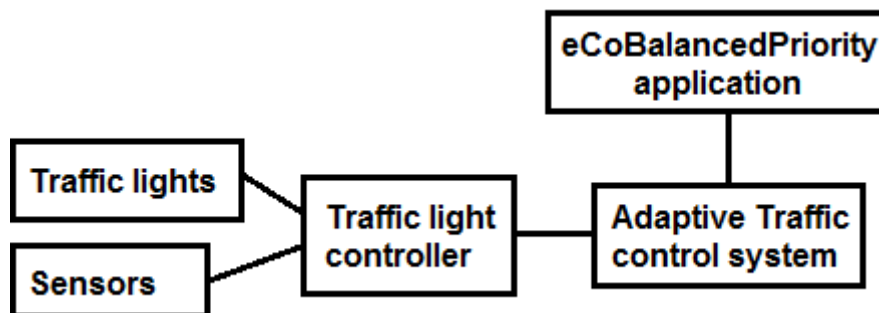 eCoBalancedPriority
application
Traffic lights
Traffic light
controller
Adaptive Traffic
control system
Sensors